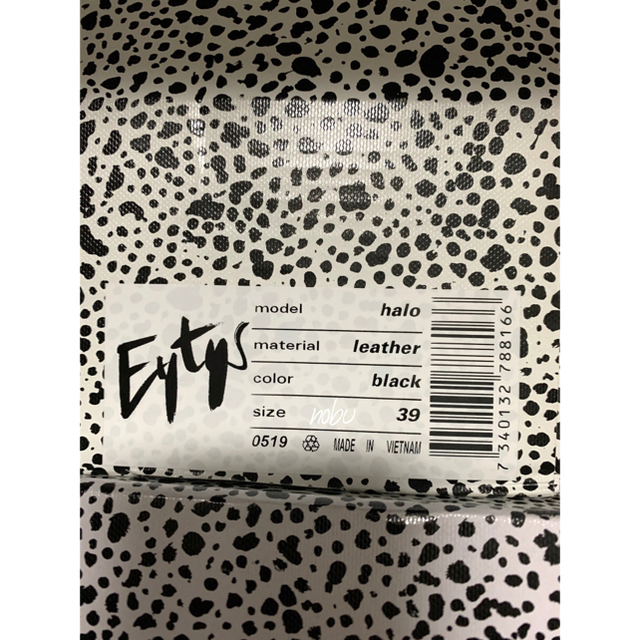 Eytys
model halo
material leather
color black
size nobu 39
0519 MADE IN VIETNAM
7 340132 788166